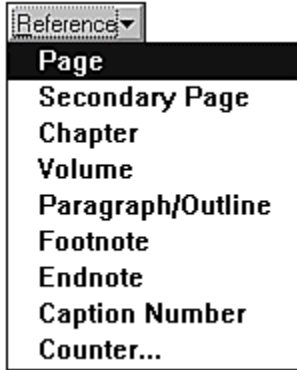 Reference
Page
Secondary Page
Chapter
Volume
Paragraph/Outline
Footnote
Endnote
Caption Number
Counter...